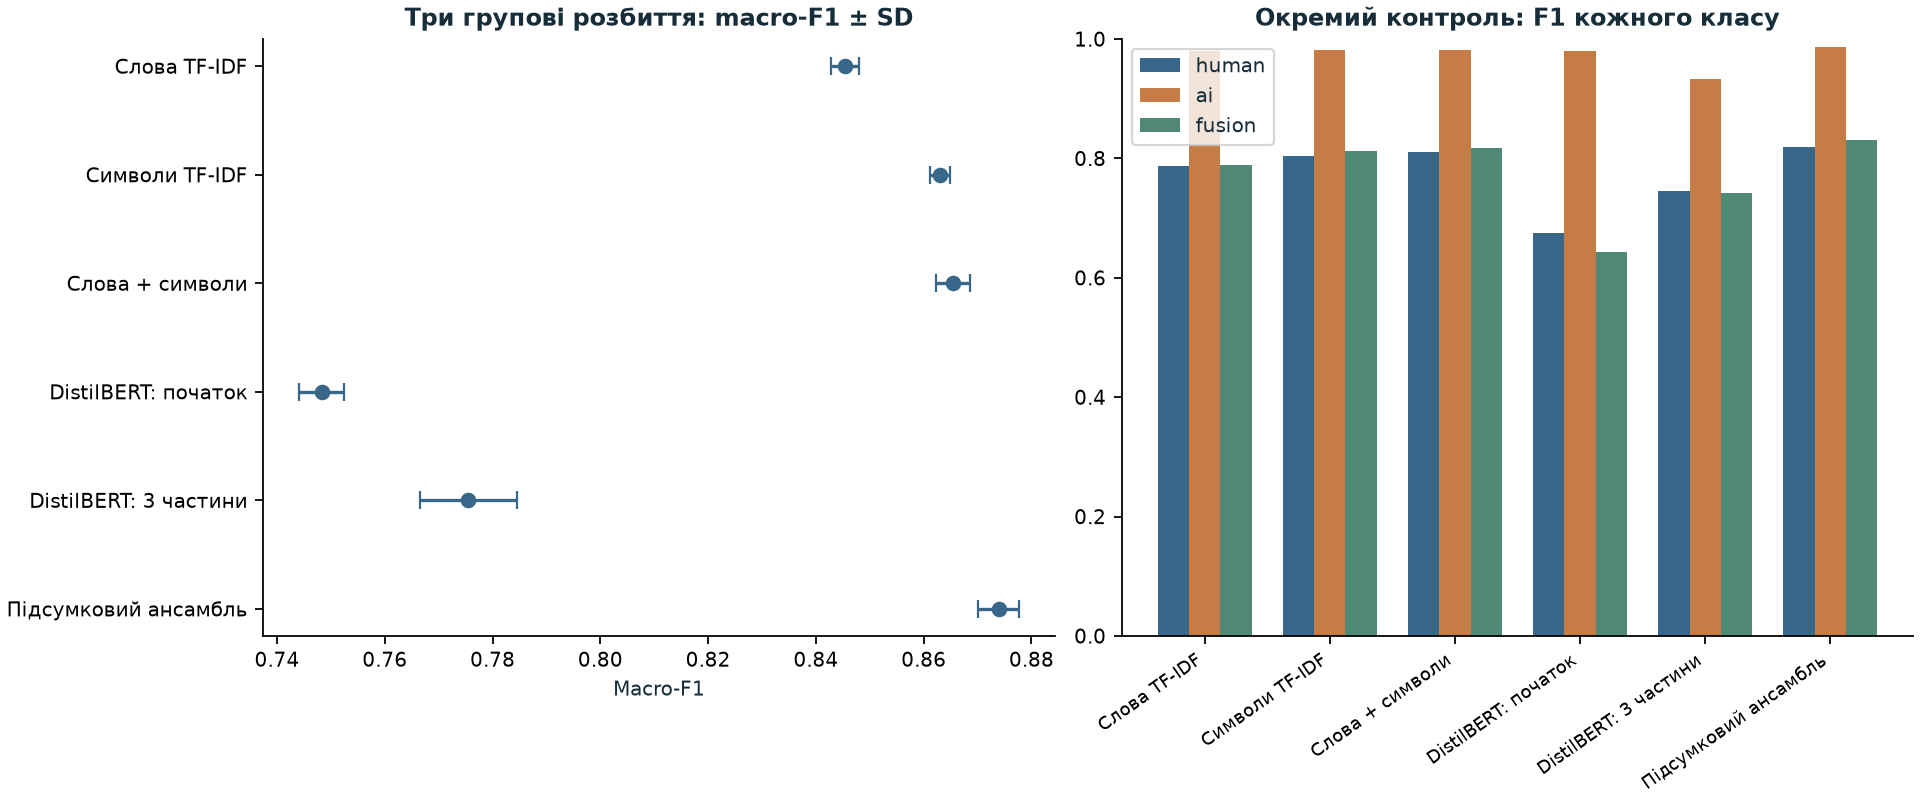 Три групові розбиття: macro-F1 ± SD
Слова TF-IDF
Символи TF-IDF
Слова + символи
DistilBERT: початок
DistilBERT: 3 частини
Підсумковий ансамбль
0.74 0.76 0.78 0.80 0.82 0.84 0.86 0.88
Macro-F1
Окремий контроль: F1 кожного класу
human
ai
fusion
1.0
0.8
0.6
0.4
0.2
0.0
Слова TF-IDF
Символи TF-IDF
Слова + символи
DistilBERT: початок
DistilBERT: 3 частини
Підсумковий ансамбль